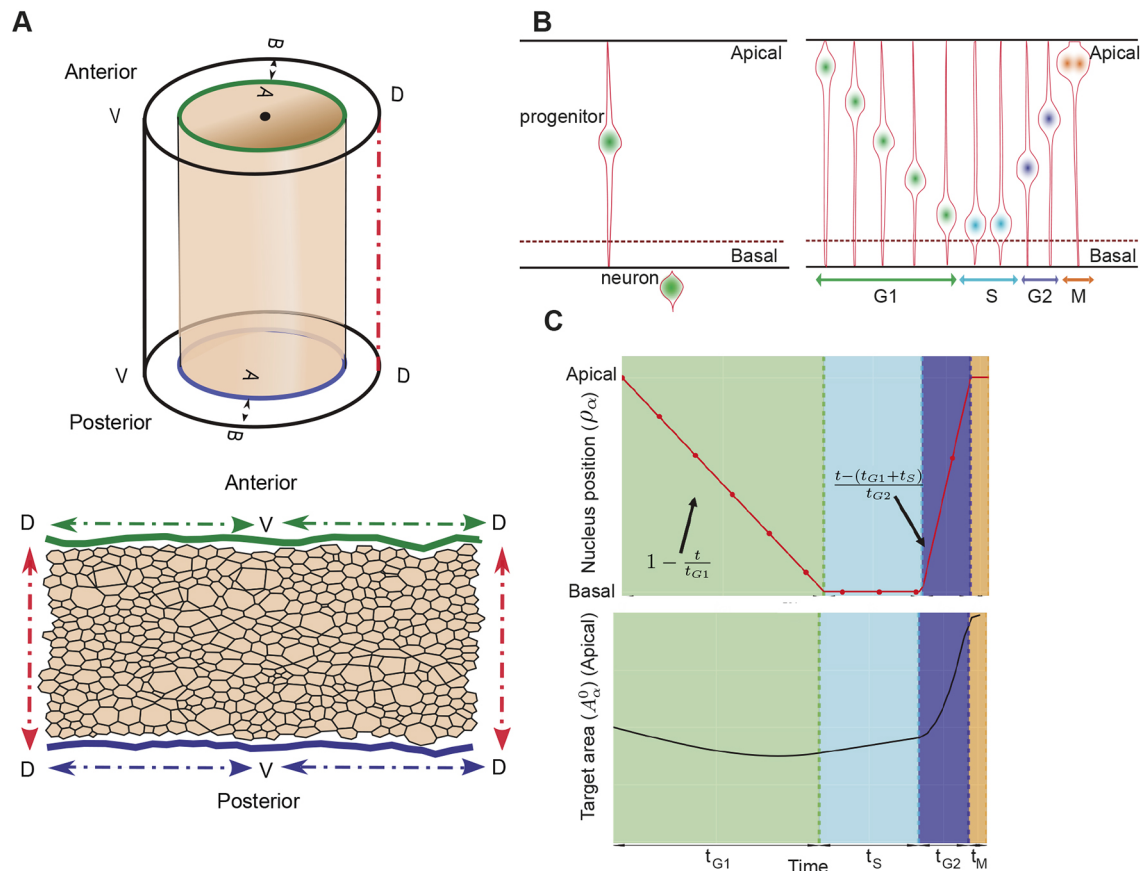 A
B
Anterior
A
V
D
V
A
D
Posterior
B
Anterior
D
V
D
D
V
D
Posterior
B
Apical
progenitor
Basal
neuron
Apical
Basal
G1
S
G2
M
C
Apical
Nucleus position (ρα)
Basal
1 − t/tG1
t−(tG1+tS)/tG2
Target area (A⁰α) (Apical)
tG1
Time
tS
tG2
tM